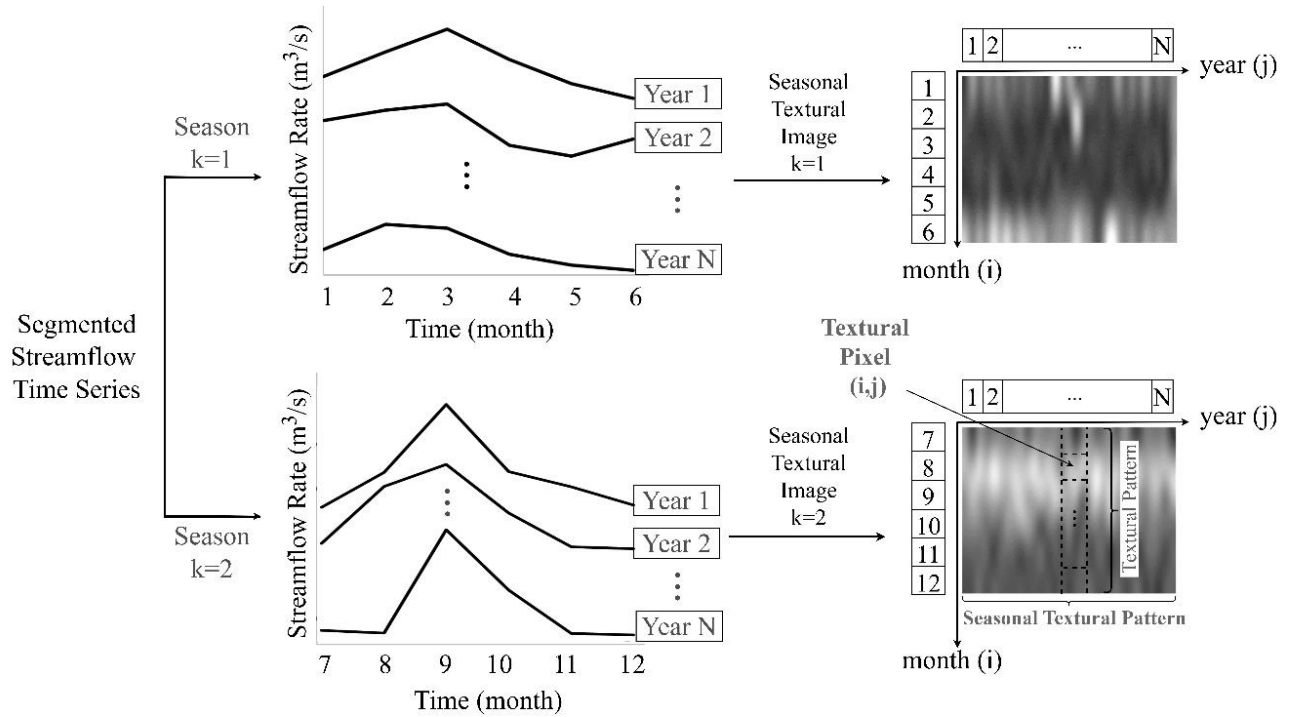 Segmented
Streamflow
Time Series
Season
k=1
Streamflow Rate (m³/s)
Year 1
Year 2
Year N
1 2 3 4 5 6
Time (month)
Seasonal
Textural
Image
k=1
1 2 ... N
year (j)
1
2
3
4
5
6
month (i)
Season
k=2
Streamflow Rate (m³/s)
Year 1
Year 2
Year N
7 8 9 10 11 12
Time (month)
Seasonal
Textural
Image
k=2
Textural
Pixel
(i,j)
1 2 ... N
year (j)
7
8
9
10
11
12
Textural Pattern
Seasonal Textural Pattern
month (i)